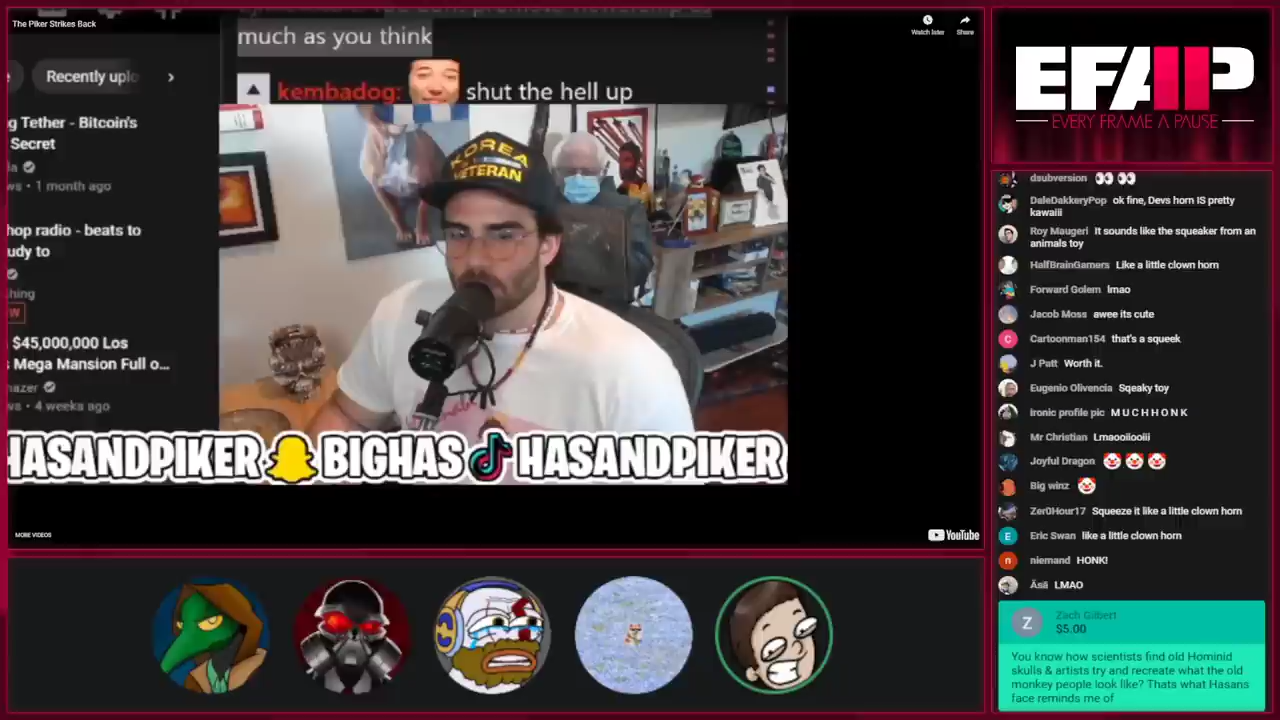 The Piker Strikes Back
Watch later
Share
much as you think
kembadog: shut the hell up
Recently uplo
g Tether - Bitcoin's
Secret
ws • 1 month ago
hop radio - beats to
udy to
hing
W
$45,000,000 Los
s Mega Mansion Full o...
hazer
ws • 4 weeks ago
KOREA
VETERAN
HASANDPIKER BIGHAS HASANDPIKER
MORE VIDEOS
YouTube
EFAP
EVERY FRAME A PAUSE
dsubversion 👀 👀
DaleDakkeryPop ok fine, Devs horn IS pretty
kawaii
Roy Maugeri It sounds like the squeaker from an
animals toy
HalfBrainGamers Like a little clown horn
Forward Golem lmao
Jacob Moss awee its cute
C Cartoonman154 that's a squeek
J Patt Worth it.
Eugenio Olivencia Sqeaky toy
ironic profile pic M U C H H O N K
Mr Christian Lmaooiiooiii
Joyful Dragon 🤡 🤡 🤡
Big winz 🤡
Zer0Hour17 Squeeze it like a little clown horn
E Eric Swan like a little clown horn
n niemand HONK!
Äsä LMAO
Z Zach Gilbert
$5.00
You know how scientists find old Hominid
skulls & artists try and recreate what the old
monkey people look like? Thats what Hasans
face reminds me of